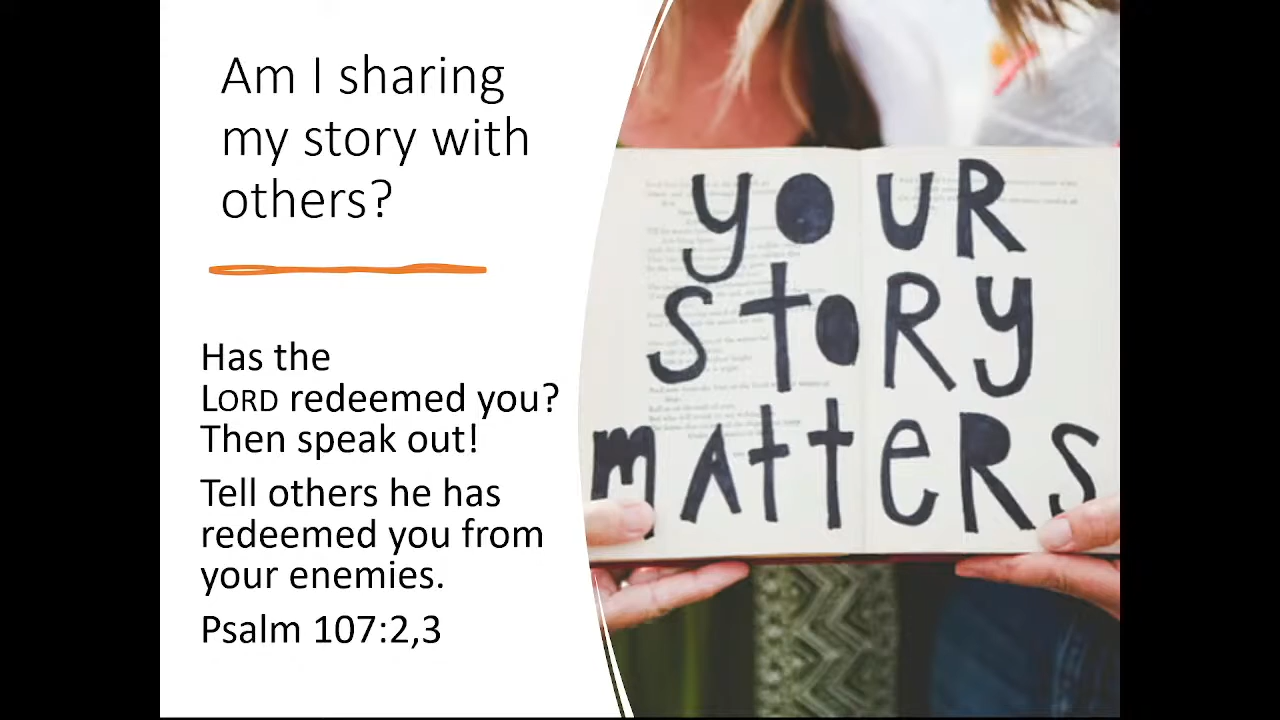 Am I sharing
my story with
others?
Has the
LORD redeemed you?
Then speak out!
Tell others he has
redeemed you from
your enemies.
Psalm 107:2,3
YOUR
STORY
MATTERS